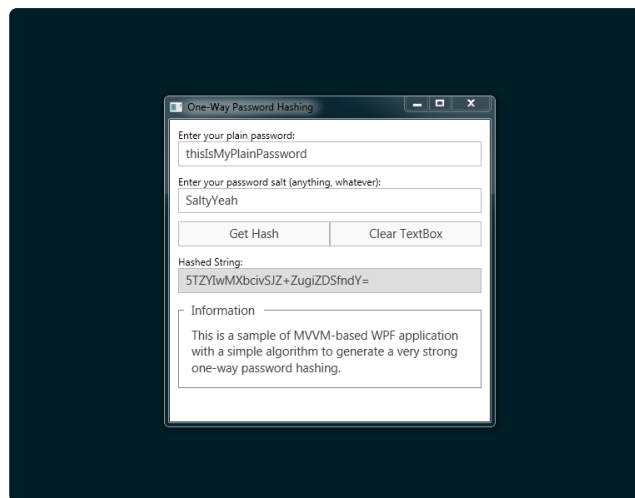 One-Way Password Hashing
Enter your plain password:
thisIsMyPlainPassword
Enter your password salt (anything, whatever):
SaltyYeah
Get Hash
Clear TextBox
Hashed String:
5TZYIwMXbcivSJZ+ZugiZDSfndY=
Information
This is a sample of MVVM-based WPF application
with a simple algorithm to generate a very strong
one-way password hashing.